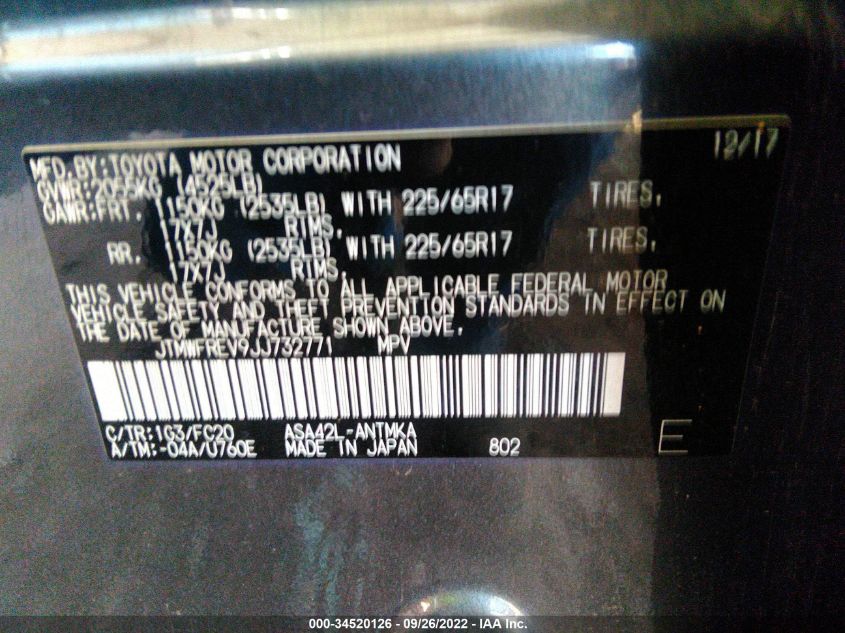 12/17
MFD.BY:TOYOTA MOTOR CORPORATION
GVWR:2055KG (4525LB)
GAWR:FRT. 1150KG (2535LB) WITH 225/65R17 TIRES,
17X7J RIMS,
RR. 1150KG (2535LB) WITH 225/65R17 TIRES,
17X7J RIMS,
THIS VEHICLE CONFORMS TO ALL APPLICABLE FEDERAL MOTOR
VEHICLE SAFETY AND THEFT PREVENTION STANDARDS IN EFFECT ON
THE DATE OF MANUFACTURE SHOWN ABOVE.
JTMWFREV9JJ732771 MPV
C/TR:1G3/FC20 ASA42L-ANTMKA
A/TM:-04A/U760E MADE IN JAPAN 802 E
000-34520126 - 09/26/2022 - IAA Inc.